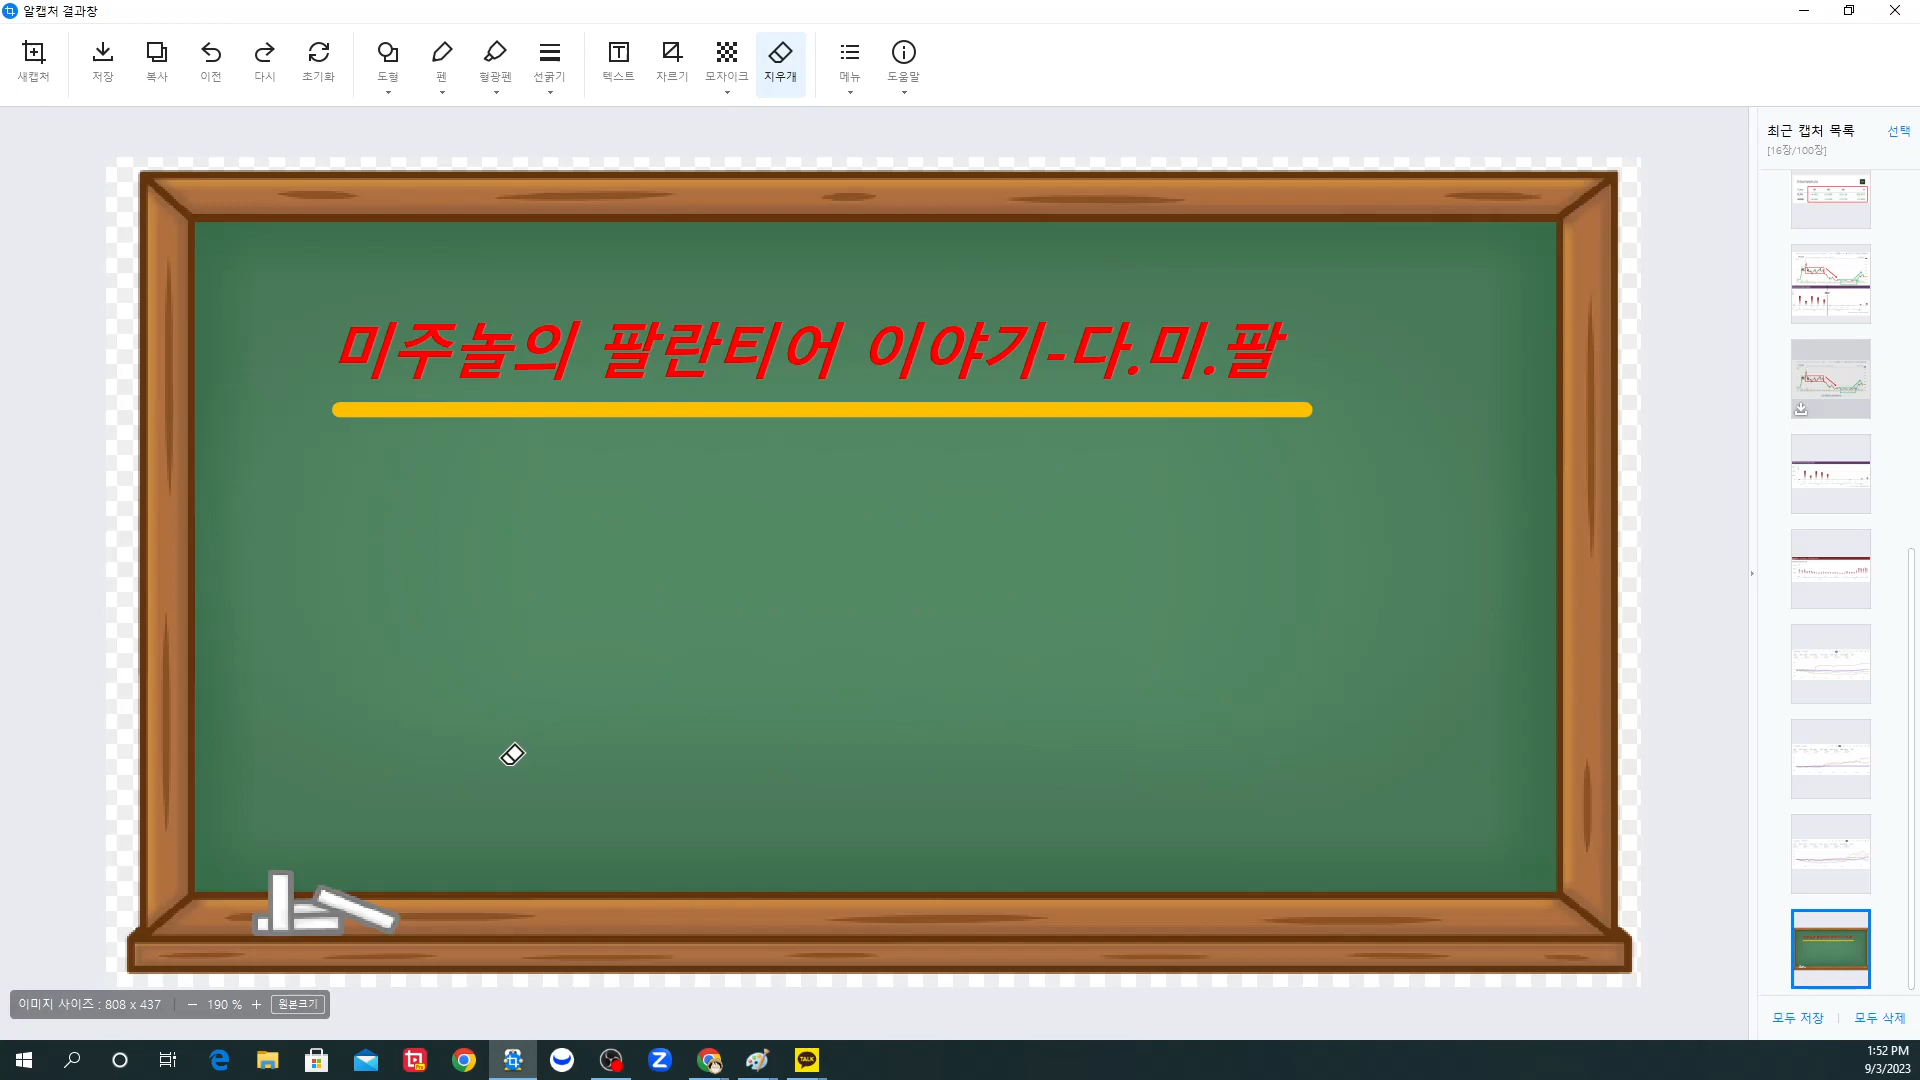 알캡처 결과창
새캡처
저장
복사
이전
다시
초기화
도형
펜
형광펜
선굵기
텍스트
자르기
모자이크
지우개
메뉴
도움말
최근 캡처 목록
선택
[16장/100장]
미주놀의 팔란티어 이야기-다.미.팔
이미지 사이즈 : 808 x 437
− 190 % +
원본크기
모두 저장
모두 삭제
TALK
1:52 PM
9/3/2023